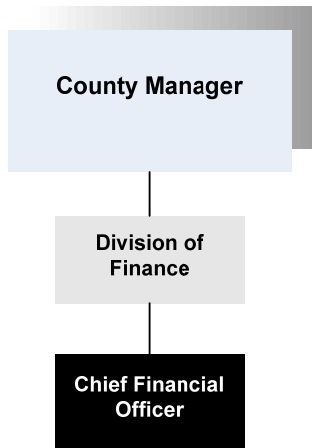 County Manager
Division of
Finance
Chief Financial
Officer